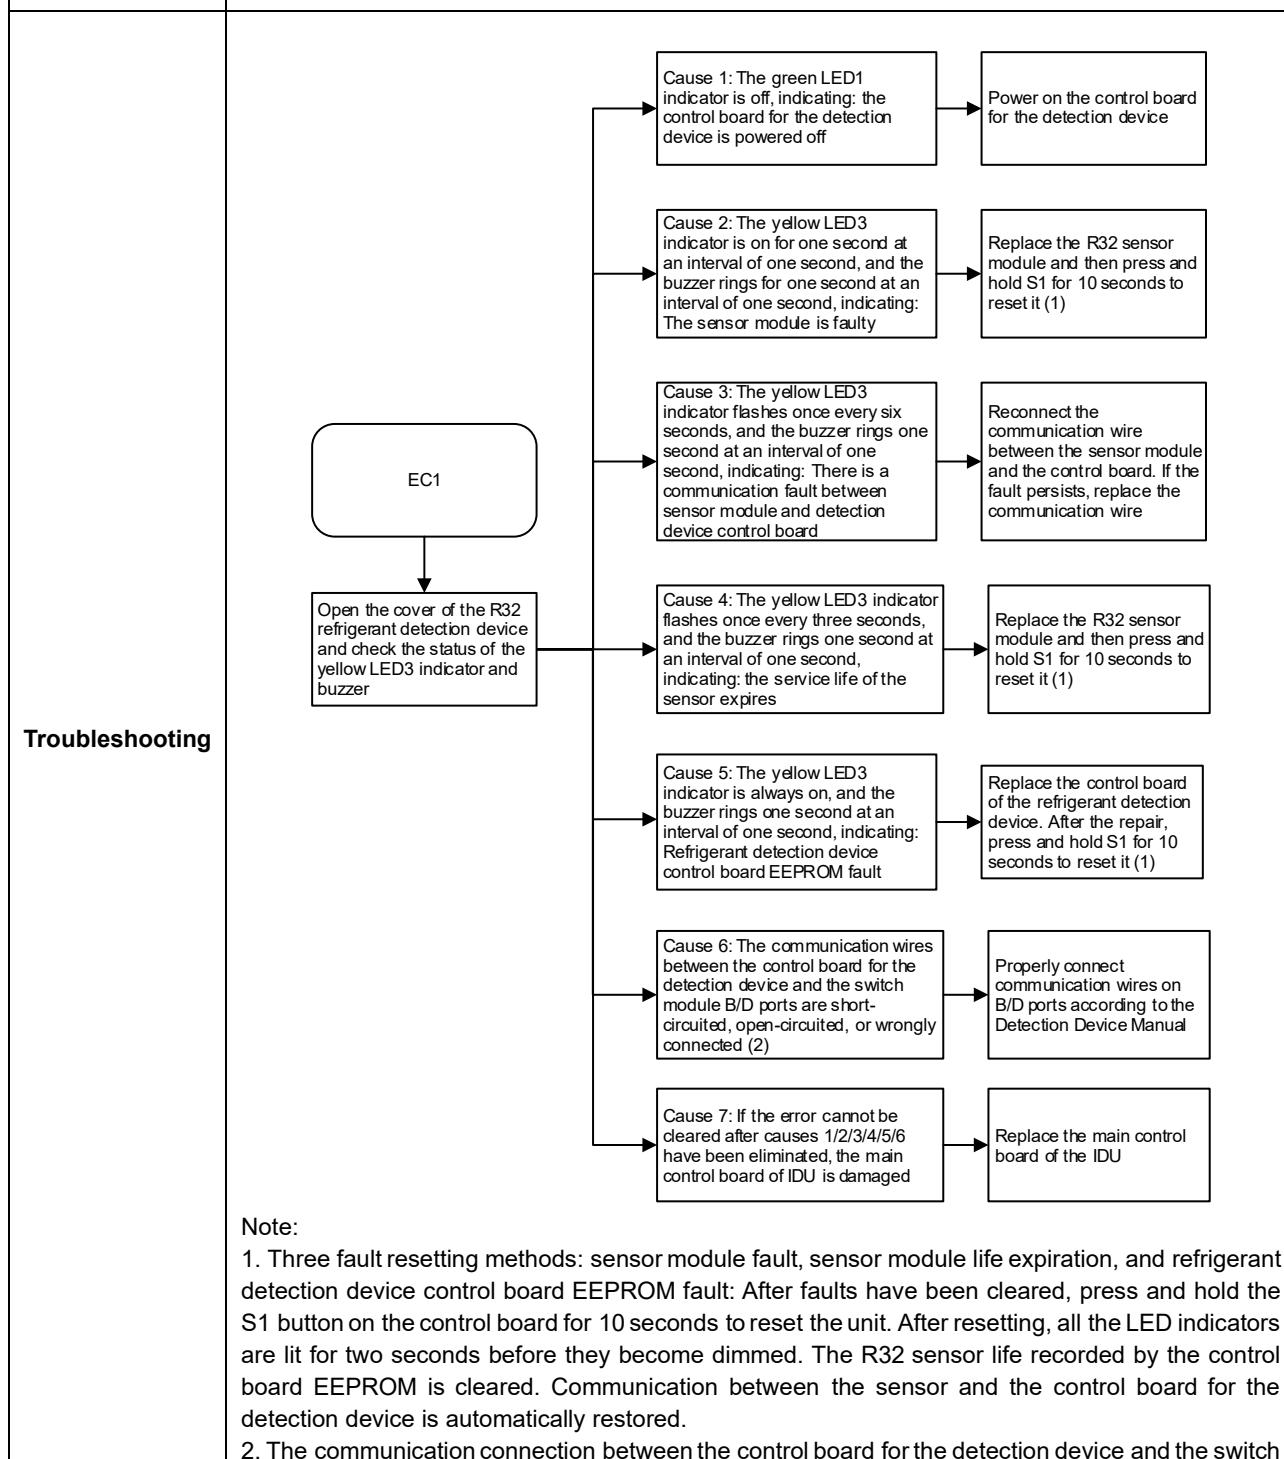 Troubleshooting
EC1
Open the cover of the R32
refrigerant detection device
and check the status of the
yellow LED3 indicator and
buzzer
Cause 1: The green LED1
indicator is off, indicating: the
control board for the detection
device is powered off
Power on the control board
for the detection device
Cause 2: The yellow LED3
indicator is on for one second at
an interval of one second, and the
buzzer rings for one second at an
interval of one second, indicating:
The sensor module is faulty
Replace the R32 sensor
module and then press and
hold S1 for 10 seconds to
reset it (1)
Cause 3: The yellow LED3
indicator flashes once every six
seconds, and the buzzer rings one
second at an interval of one
second, indicating: There is a
communication fault between
sensor module and detection
device control board
Reconnect the
communication wire
between the sensor module
and the control board. If the
fault persists, replace the
communication wire
Cause 4: The yellow LED3 indicator
flashes once every three seconds,
and the buzzer rings one second at
an interval of one second,
indicating: the service life of the
sensor expires
Replace the R32 sensor
module and then press and
hold S1 for 10 seconds to
reset it (1)
Cause 5: The yellow LED3
indicator is always on, and the
buzzer rings one second at an
interval of one second, indicating:
Refrigerant detection device
control board EEPROM fault
Replace the control board
of the refrigerant detection
device. After the repair,
press and hold S1 for 10
seconds to reset it (1)
Cause 6: The communication wires
between the control board for the
detection device and the switch
module B/D ports are short-
circuited, open-circuited, or wrongly
connected (2)
Properly connect
communication wires on
B/D ports according to the
Detection Device Manual
Cause 7: If the error cannot be
cleared after causes 1/2/3/4/5/6
have been eliminated, the main
control board of IDU is damaged
Replace the main control
board of the IDU
Note:
1. Three fault resetting methods: sensor module fault, sensor module life expiration, and refrigerant
detection device control board EEPROM fault: After faults have been cleared, press and hold the
S1 button on the control board for 10 seconds to reset the unit. After resetting, all the LED indicators
are lit for two seconds before they become dimmed. The R32 sensor life recorded by the control
board EEPROM is cleared. Communication between the sensor and the control board for the
detection device is automatically restored.
2. The communication connection between the control board for the detection device and the switch